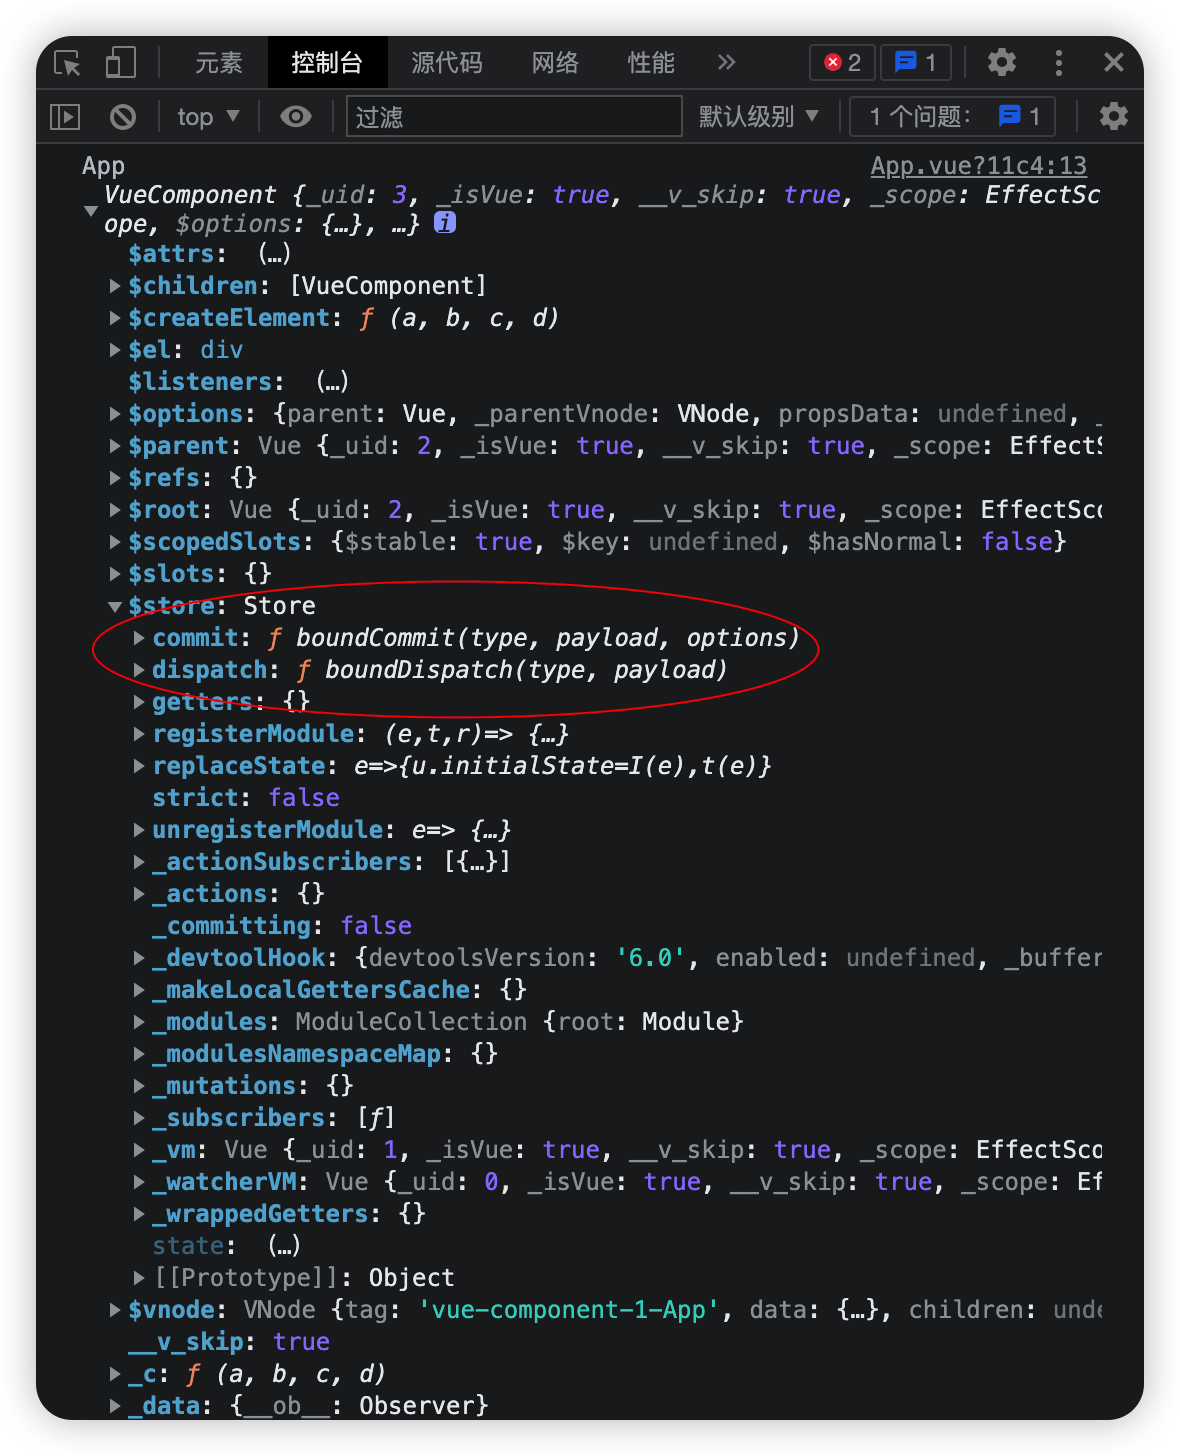 元素 控制台 源代码 网络 性能 » 2 1
top ▼ 过滤 默认级别 ▼ 1 个问题: 1
App App.vue?11c4:13
VueComponent {_uid: 3, _isVue: true, __v_skip: true, _scope: EffectSc
ope, $options: {…}, …} i
$attrs: (…)
$children: [VueComponent]
$createElement: ƒ (a, b, c, d)
$el: div
$listeners: (…)
$options: {parent: Vue, _parentVnode: VNode, propsData: undefined, _
$parent: Vue {_uid: 2, _isVue: true, __v_skip: true, _scope: EffectS
$refs: {}
$root: Vue {_uid: 2, _isVue: true, __v_skip: true, _scope: EffectSco
$scopedSlots: {$stable: true, $key: undefined, $hasNormal: false}
$slots: {}
$store: Store
commit: ƒ boundCommit(type, payload, options)
dispatch: ƒ boundDispatch(type, payload)
getters: {}
registerModule: (e,t,r)=> {…}
replaceState: e=>{u.initialState=I(e),t(e)}
strict: false
unregisterModule: e=> {…}
_actionSubscribers: [{…}]
_actions: {}
_committing: false
_devtoolHook: {devtoolsVersion: '6.0', enabled: undefined, _buffer
_makeLocalGettersCache: {}
_modules: ModuleCollection {root: Module}
_modulesNamespaceMap: {}
_mutations: {}
_subscribers: [ƒ]
_vm: Vue {_uid: 1, _isVue: true, __v_skip: true, _scope: EffectSco
_watcherVM: Vue {_uid: 0, _isVue: true, __v_skip: true, _scope: Ef
_wrappedGetters: {}
state: (…)
[[Prototype]]: Object
$vnode: VNode {tag: 'vue-component-1-App', data: {…}, children: unde
__v_skip: true
_c: ƒ (a, b, c, d)
_data: {__ob__: Observer}